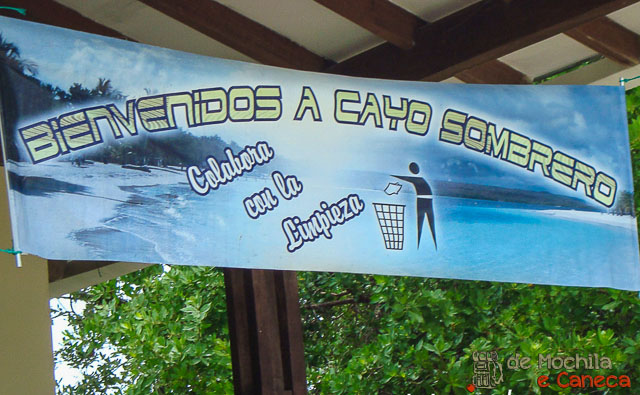 BIENVENIDOS A CAYO SOMBRERO
Colabora
con la
Limpieza
de Mochila
e Caneca